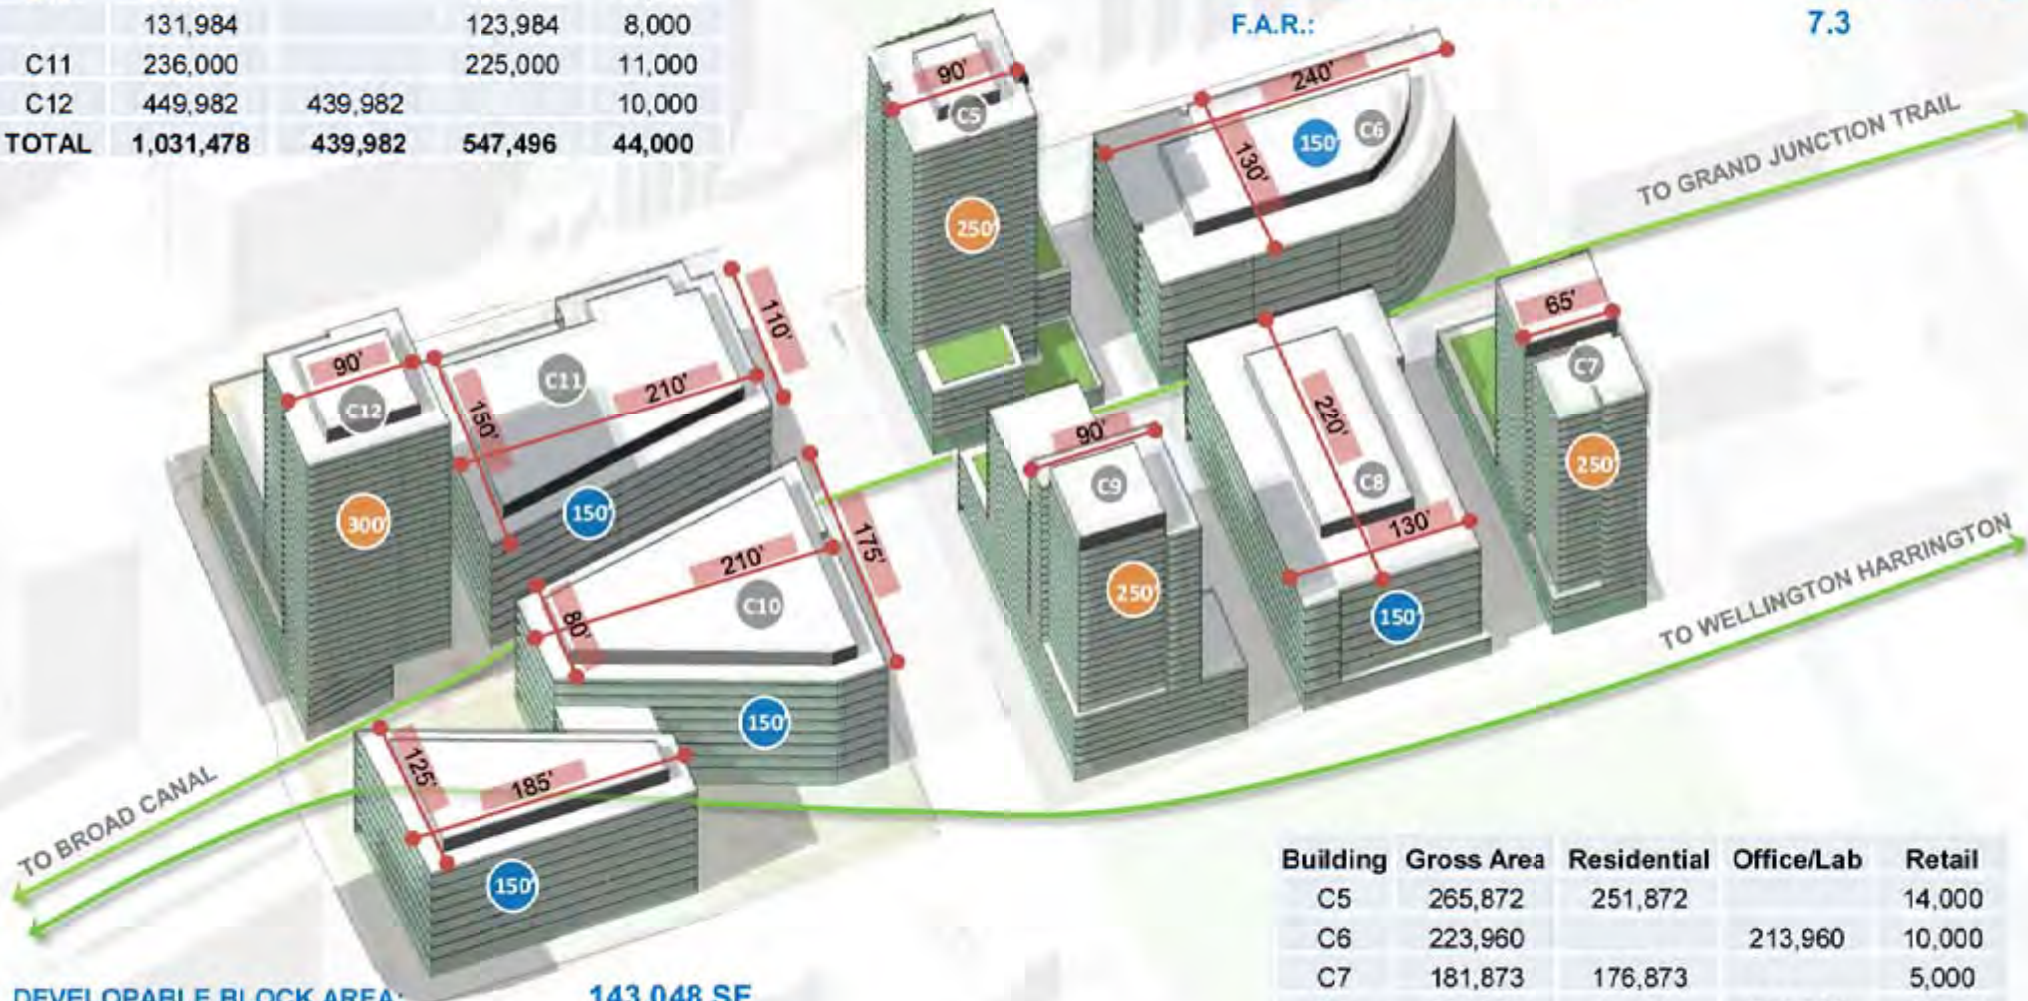 131,984 123,984 8,000
C11 236,000 225,000 11,000
C12 449,982 439,982 10,000
TOTAL 1,031,478 439,982 547,496 44,000
F.A.R.: 7.3
90'
C5
250'
240'
130'
150'
C6
TO GRAND JUNCTION TRAIL
110'
90'
C12
300'
C11
150'
210'
150'
65'
C7
250'
90'
C9
250'
220'
C8
130'
150'
210'
175'
80'
C10
150'
TO WELLINGTON HARRINGTON
125'
185'
150'
TO BROAD CANAL
Building Gross Area Residential Office/Lab Retail
C5 265,872 251,872 14,000
C6 223,960 213,960 10,000
C7 181,873 176,873 5,000
DEVELOPABLE BLOCK AREA: 143,048 SF